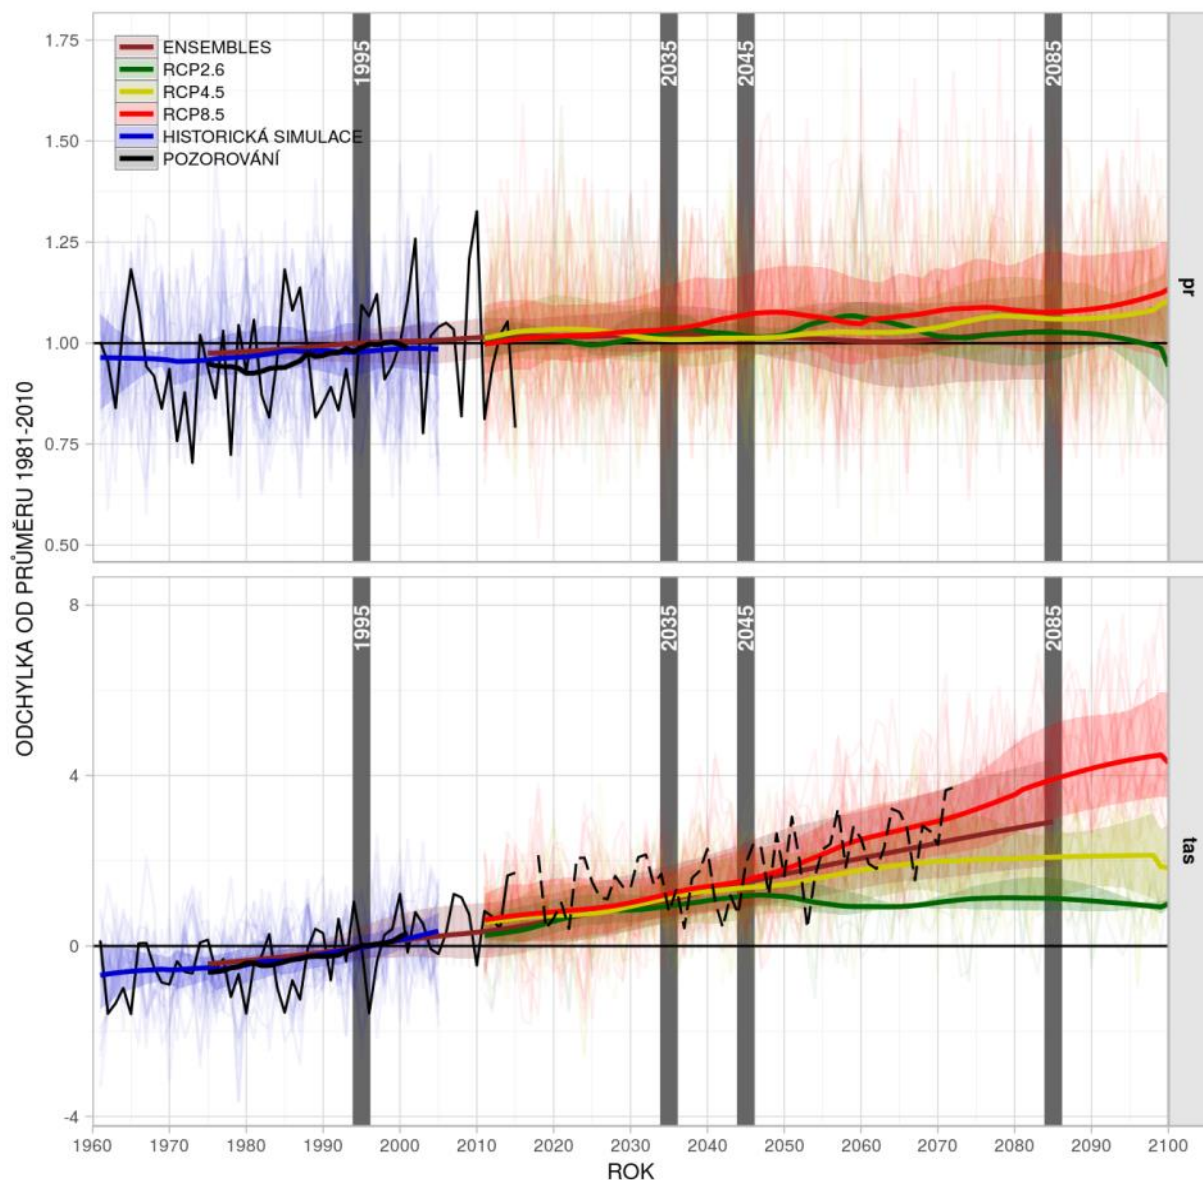 ENSEMBLES
RCP2.6
RCP4.5
RCP8.5
HISTORICKÁ SIMULACE
POZOROVÁNÍ
1995
2035
2045
2085
1.75
1.50
1.25
1.00
0.75
0.50
pr
ODCHYLKA OD PRŮMĚRU 1981-2010
1995
2035
2045
2085
8
4
0
-4
tas
1960 1970 1980 1990 2000 2010 2020 2030 2040 2050 2060 2070 2080 2090 2100
ROK